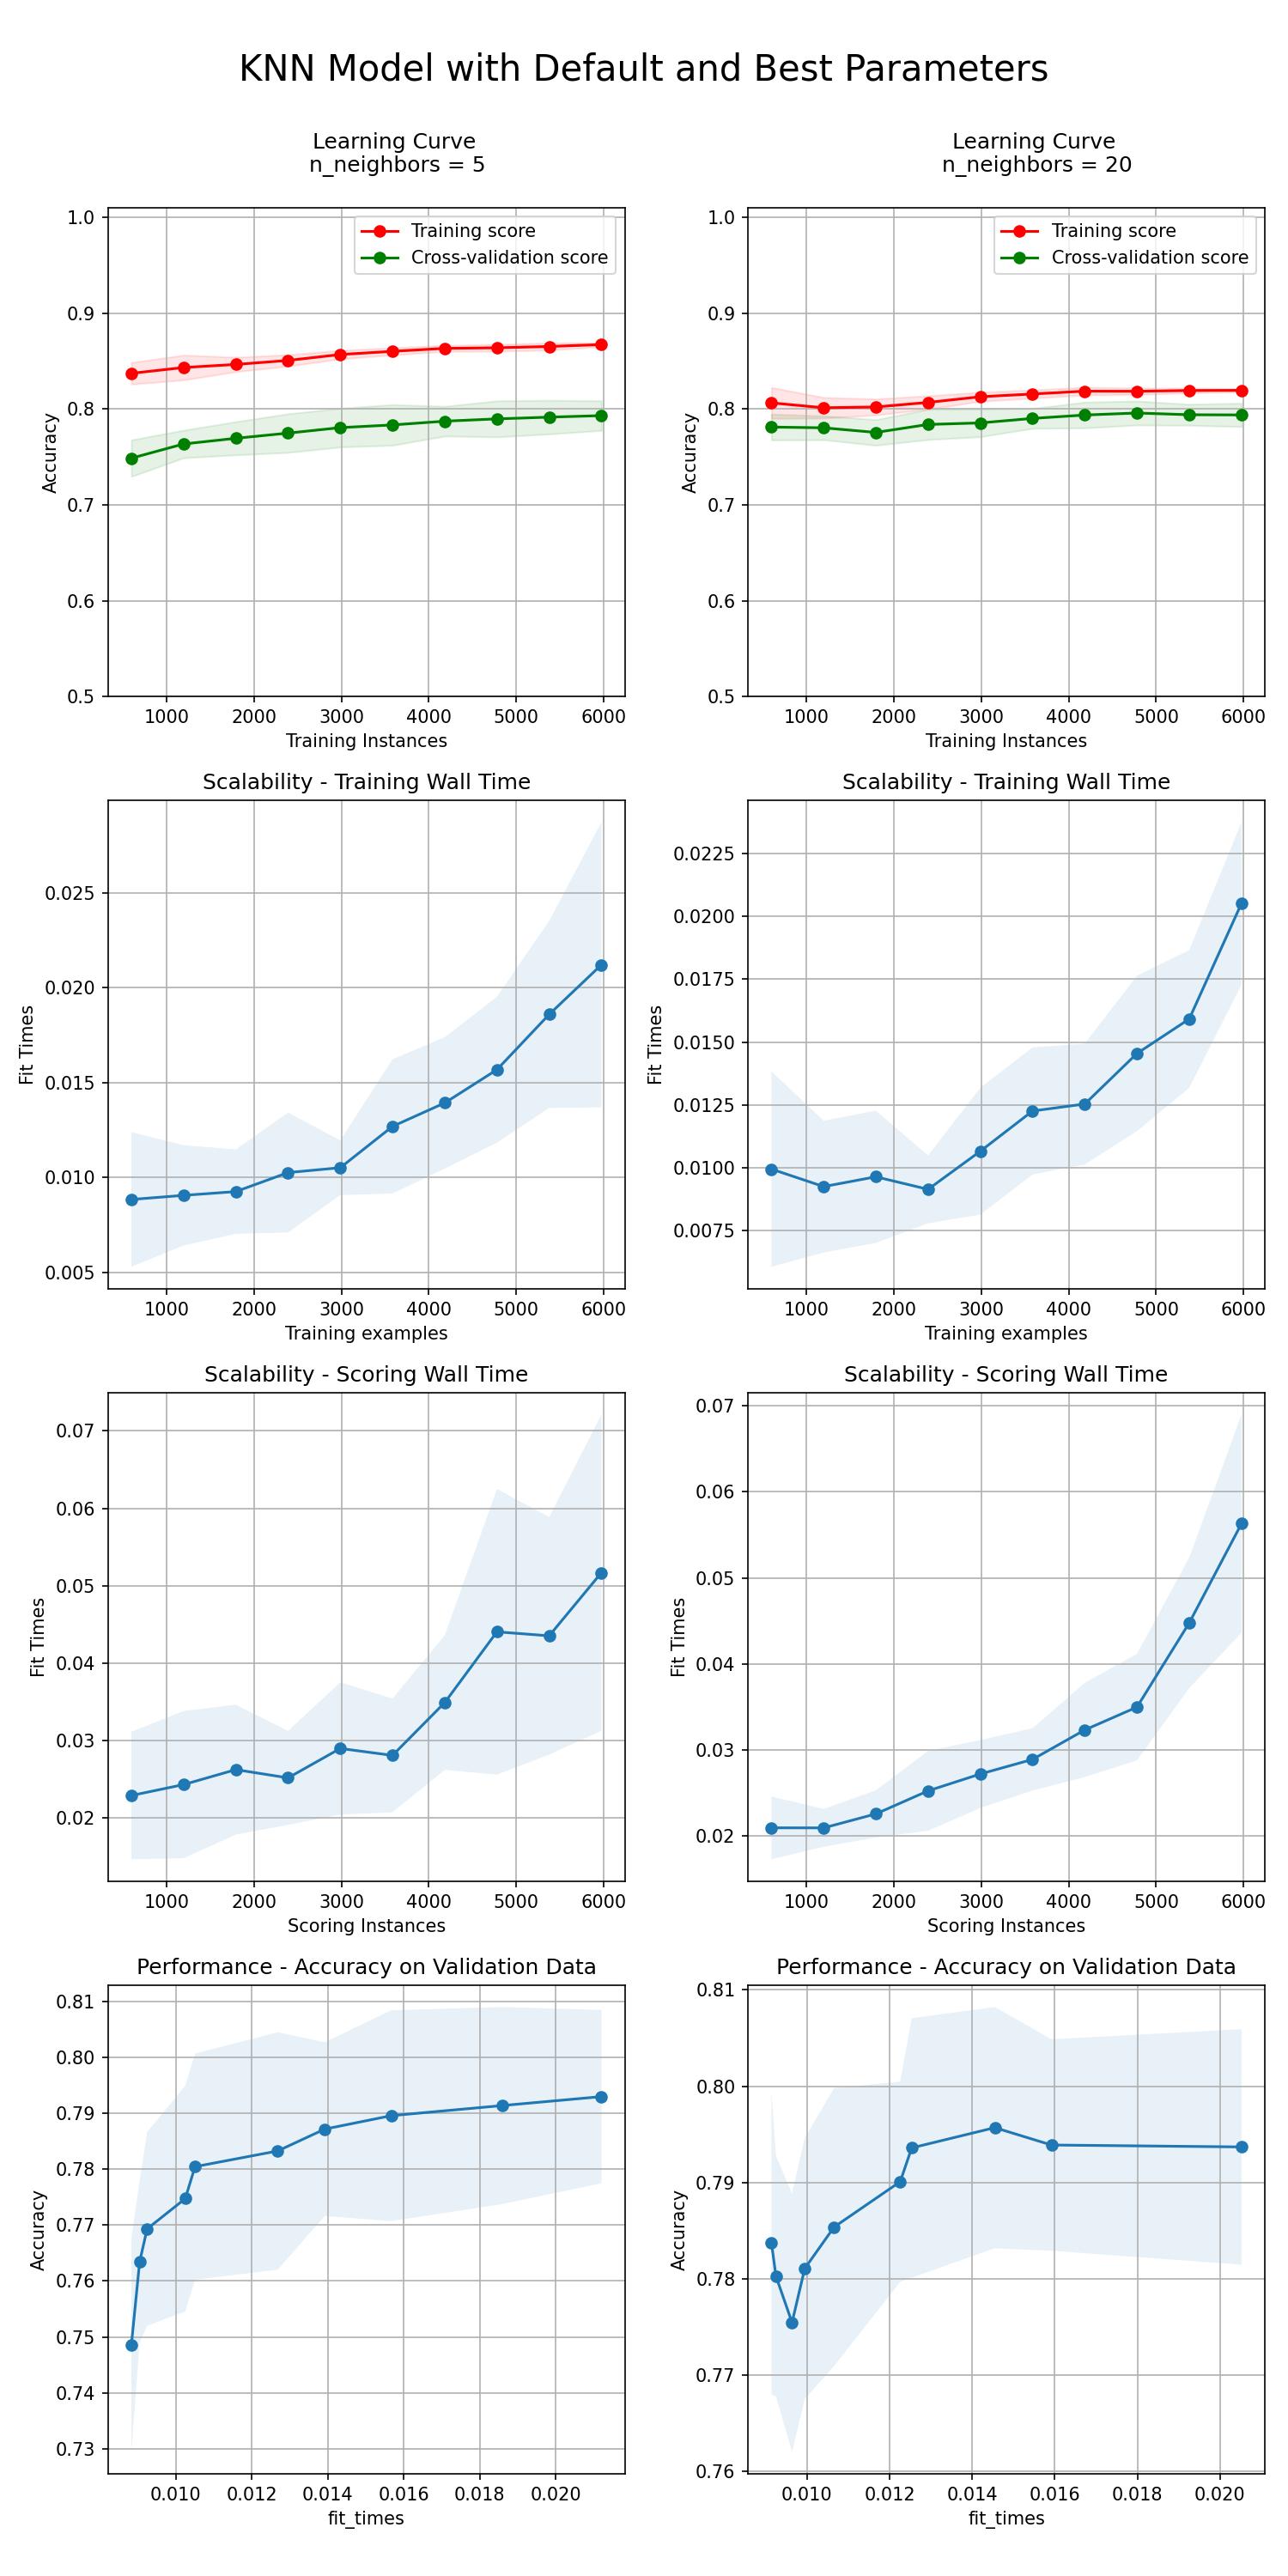 KNN Model with Default and Best Parameters
Learning Curve
n_neighbors = 5
1.0
0.9
0.8
0.7
0.6
0.5
Accuracy
Training score
Cross-validation score
1000 2000 3000 4000 5000 6000
Training Instances
Learning Curve
n_neighbors = 20
1.0
0.9
0.8
0.7
0.6
0.5
Accuracy
Training score
Cross-validation score
1000 2000 3000 4000 5000 6000
Training Instances
Scalability - Training Wall Time
0.025
0.020
0.015
0.010
0.005
Fit Times
1000 2000 3000 4000 5000 6000
Training examples
Scalability - Training Wall Time
0.0225
0.0200
0.0175
0.0150
0.0125
0.0100
0.0075
Fit Times
1000 2000 3000 4000 5000 6000
Training examples
Scalability - Scoring Wall Time
0.07
0.06
0.05
0.04
0.03
0.02
Fit Times
1000 2000 3000 4000 5000 6000
Scoring Instances
Scalability - Scoring Wall Time
0.07
0.06
0.05
0.04
0.03
0.02
Fit Times
1000 2000 3000 4000 5000 6000
Scoring Instances
Performance - Accuracy on Validation Data
0.81
0.80
0.79
0.78
0.77
0.76
0.75
0.74
0.73
Accuracy
0.010 0.012 0.014 0.016 0.018 0.020
fit_times
Performance - Accuracy on Validation Data
0.81
0.80
0.79
0.78
0.77
0.76
Accuracy
0.010 0.012 0.014 0.016 0.018 0.020
fit_times